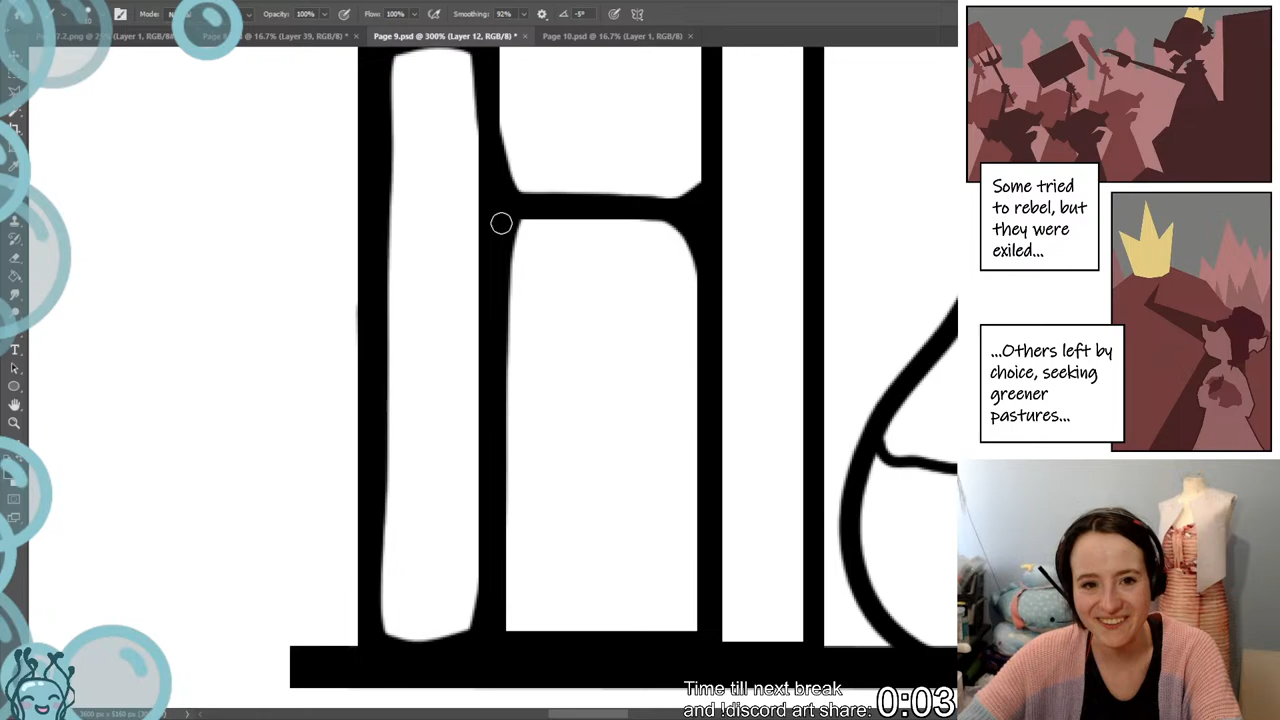 Mode:
Opacity: 100%
Flow: 100%
Smoothing: 92%
-5°
Page 9.psd @ 300% (Layer 12, RGB/8) *
Page 10.psd @ 16.7% (Layer 1, RGB/8)
Some tried
to rebel, but
they were
exiled...
...Others left by
choice, seeking
greener
pastures...
Time till next break
and !discord art share:
0:03